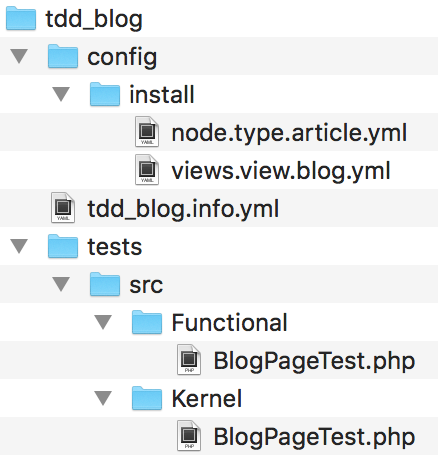 tdd_blog
config
install
node.type.article.yml
views.view.blog.yml
tdd_blog.info.yml
tests
src
Functional
BlogPageTest.php
Kernel
BlogPageTest.php